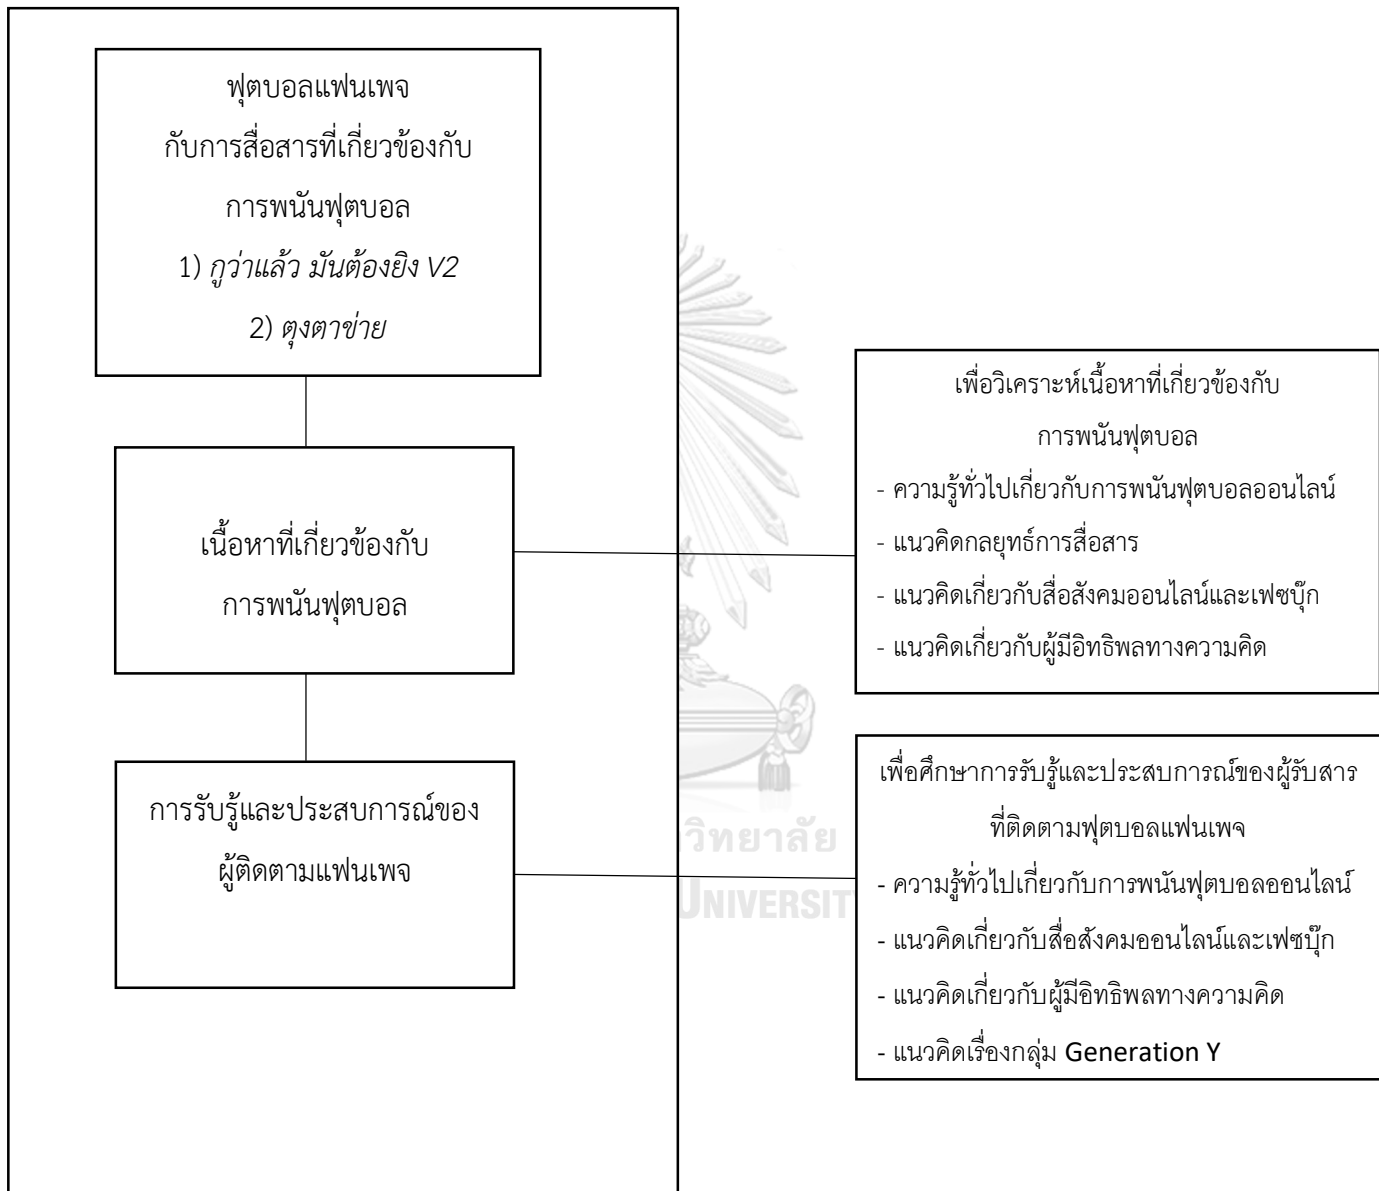 ฟุตบอลแฟนเพจ
กับการสื่อสารที่เกี่ยวข้องกับ
การพนันฟุตบอล
1) กูว่าแล้ว มันต้องยิง V2
2) ตุงตาข่าย
เนื้อหาที่เกี่ยวข้องกับ
การพนันฟุตบอล
การรับรู้และประสบการณ์ของ
ผู้ติดตามแฟนเพจ
เพื่อวิเคราะห์เนื้อหาที่เกี่ยวข้องกับ
การพนันฟุตบอล
- ความรู้ทั่วไปเกี่ยวกับการพนันฟุตบอลออนไลน์
- แนวคิดกลยุทธ์การสื่อสาร
- แนวคิดเกี่ยวกับสื่อสังคมออนไลน์และเฟซบุ๊ก
- แนวคิดเกี่ยวกับผู้มีอิทธิพลทางความคิด
เพื่อศึกษาการรับรู้และประสบการณ์ของผู้รับสาร
ที่ติดตามฟุตบอลแฟนเพจ
- ความรู้ทั่วไปเกี่ยวกับการพนันฟุตบอลออนไลน์
- แนวคิดเกี่ยวกับสื่อสังคมออนไลน์และเฟซบุ๊ก
- แนวคิดเกี่ยวกับผู้มีอิทธิพลทางความคิด
- แนวคิดเรื่องกลุ่ม Generation Y
วิทยาลัย
UNIVERSIT